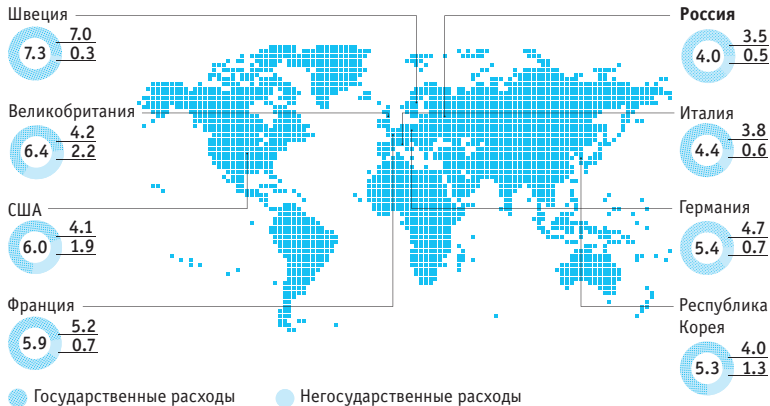 Швеция
7.3
7.0
0.3
Великобритания
6.4
4.2
2.2
США
6.0
4.1
1.9
Франция
5.9
5.2
0.7
Россия
4.0
3.5
0.5
Италия
4.4
3.8
0.6
Германия
5.4
4.7
0.7
Республика
Корея
5.3
4.0
1.3
Государственные расходы
Негосударственные расходы